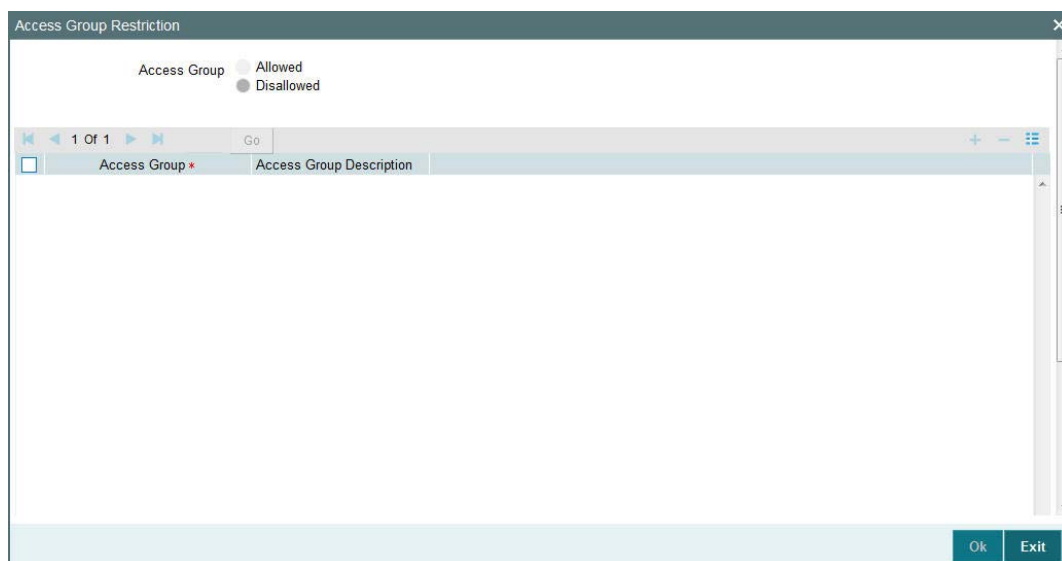 Access Group Restriction
Access Group Allowed
Disallowed
1 Of 1 Go
Access Group * Access Group Description
Ok Exit